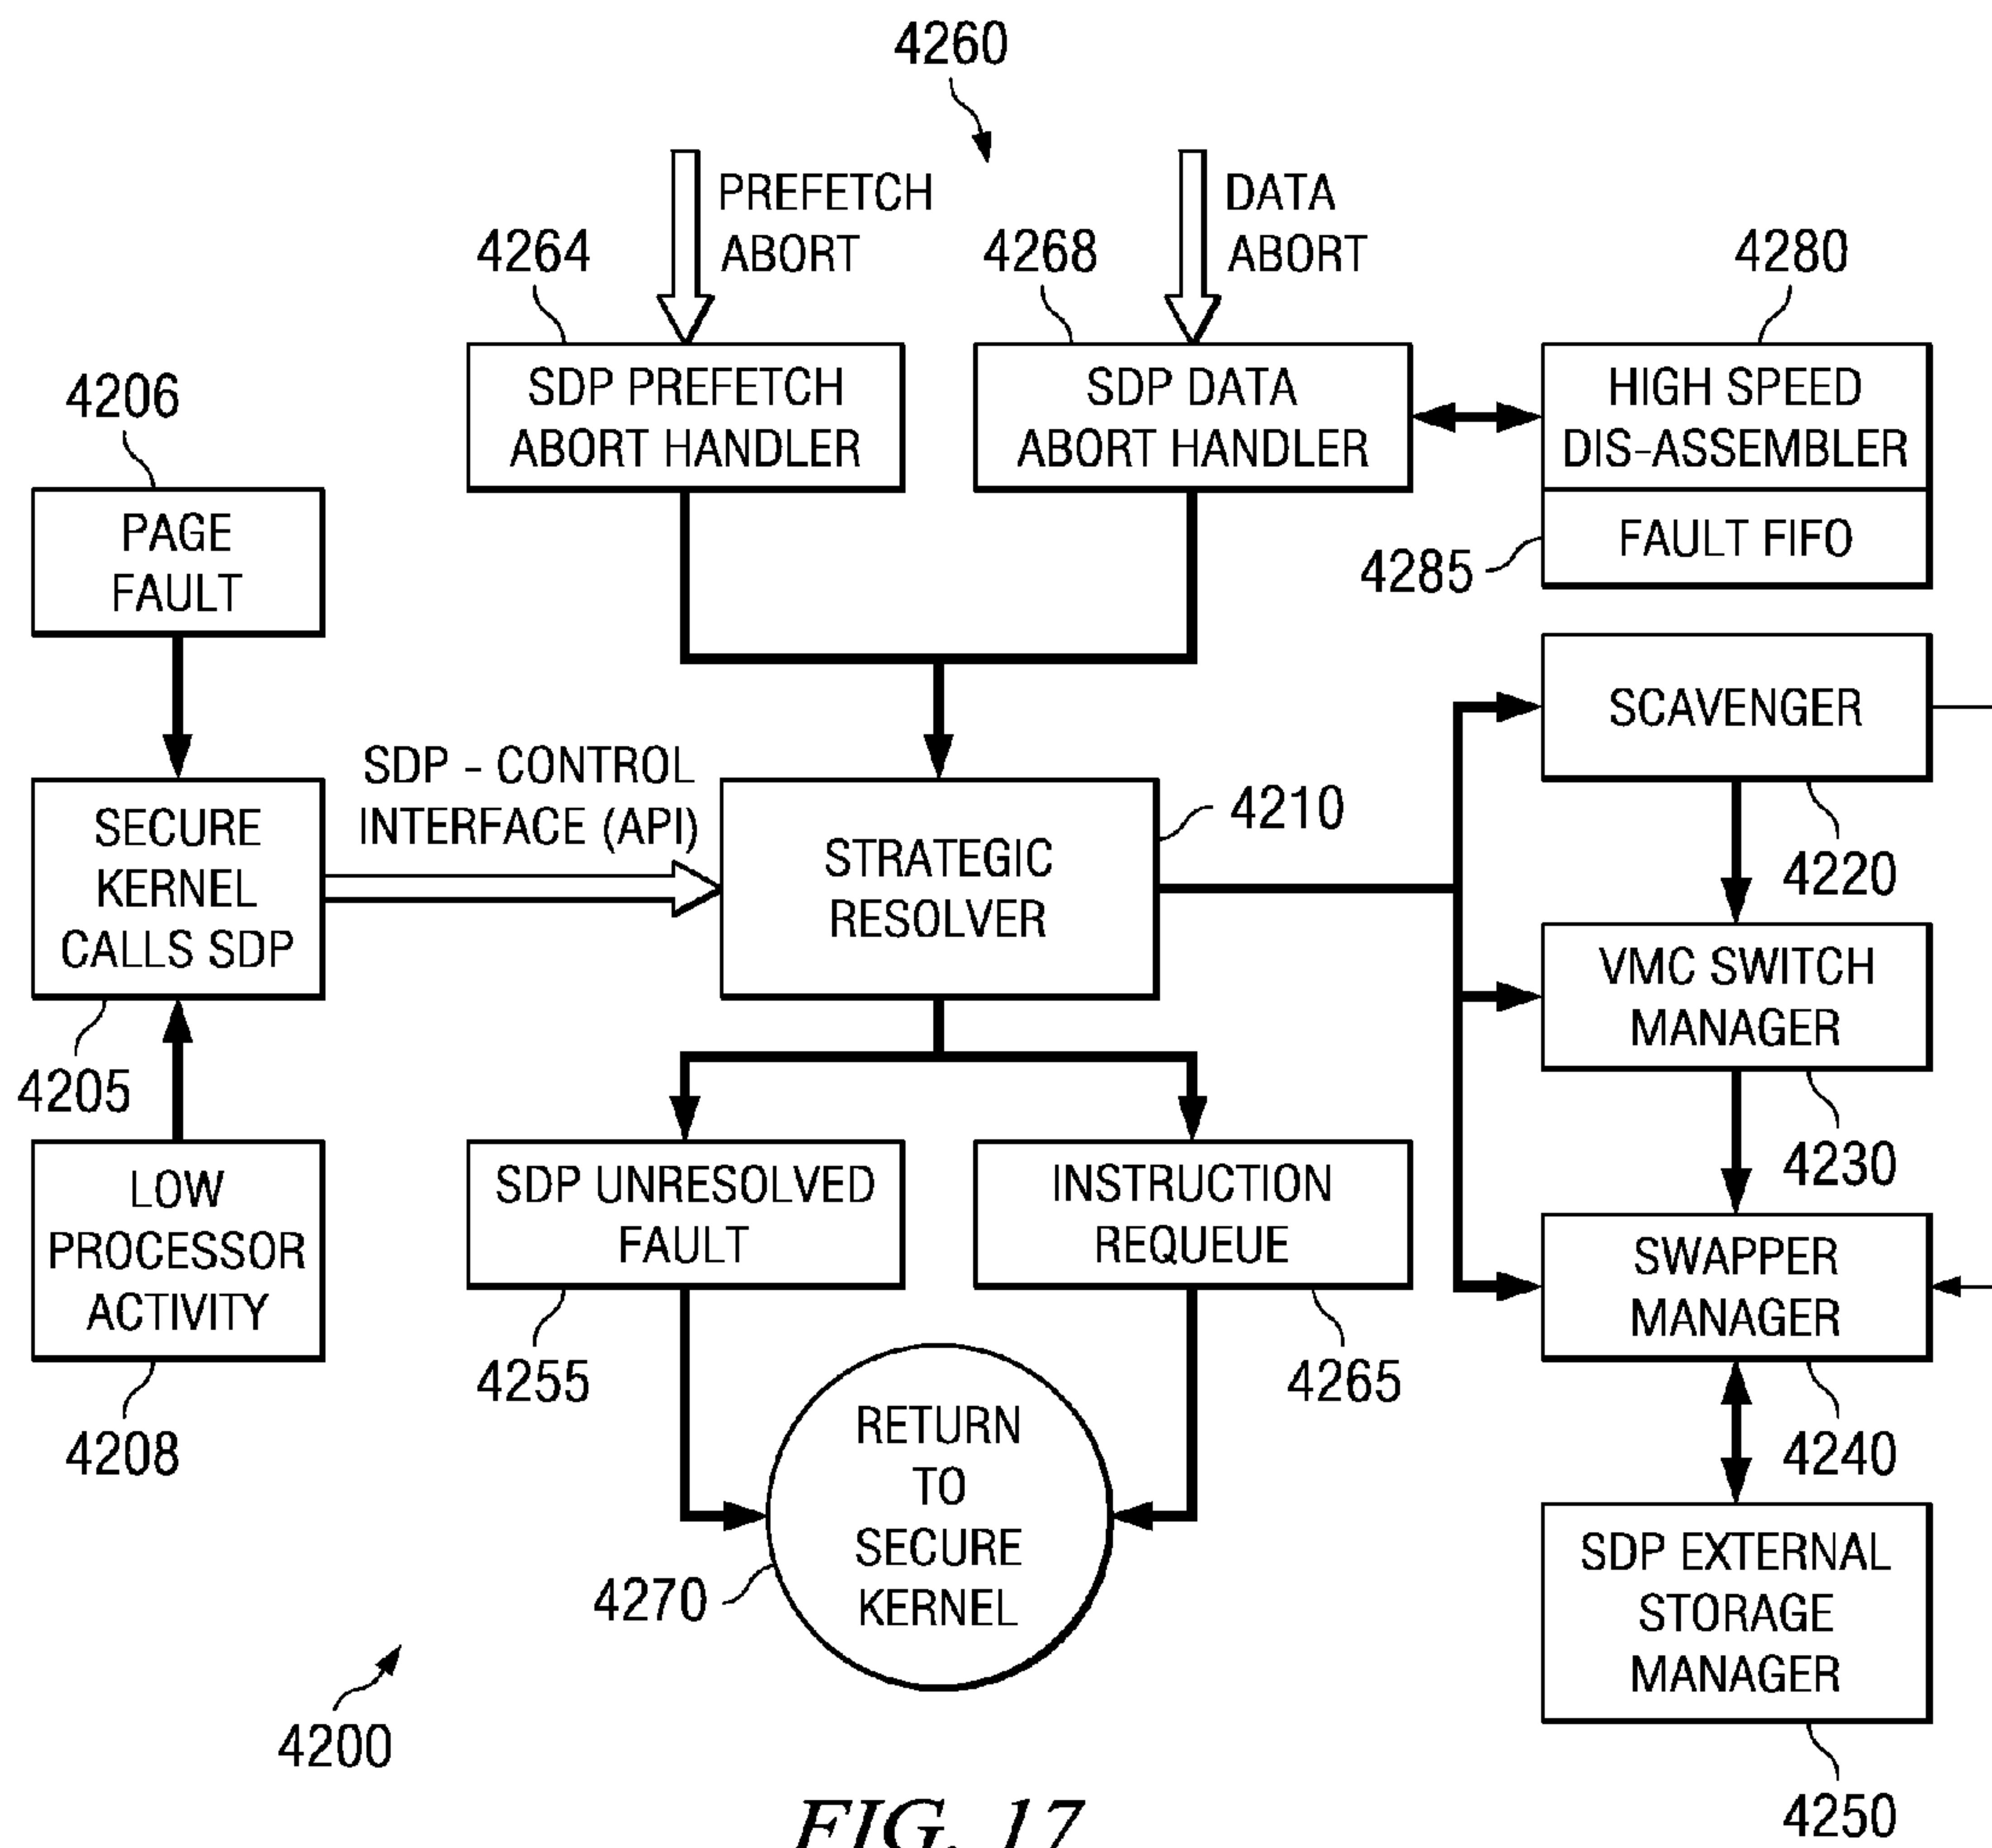 4260
PREFETCH
ABORT
DATA
ABORT
4264
4268
4280
SDP PREFETCH
ABORT HANDLER
SDP DATA
ABORT HANDLER
HIGH SPEED
DIS-ASSEMBLER
FAULT FIFO
4285
4206
PAGE
FAULT
SECURE
KERNEL
CALLS SDP
4205
SDP - CONTROL
INTERFACE (API)
STRATEGIC
RESOLVER
4210
SCAVENGER
4220
VMC SWITCH
MANAGER
4230
LOW
PROCESSOR
ACTIVITY
4208
SDP UNRESOLVED
FAULT
4255
INSTRUCTION
REQUEUE
4265
SWAPPER
MANAGER
4240
RETURN
TO
SECURE
KERNEL
4270
SDP EXTERNAL
STORAGE
MANAGER
4250
4200
FIG. 17